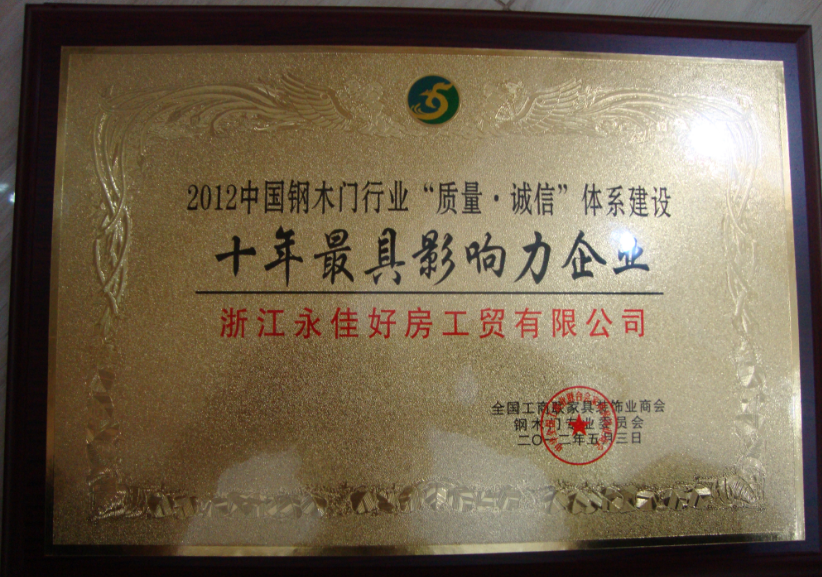 2012中国钢木门行业“质量·诚信”体系建设
十年最具影响力企业
浙江永佳好房工贸有限公司
全国工商联家具装饰业商会
钢木门专业委员会
二〇一二年五月三日